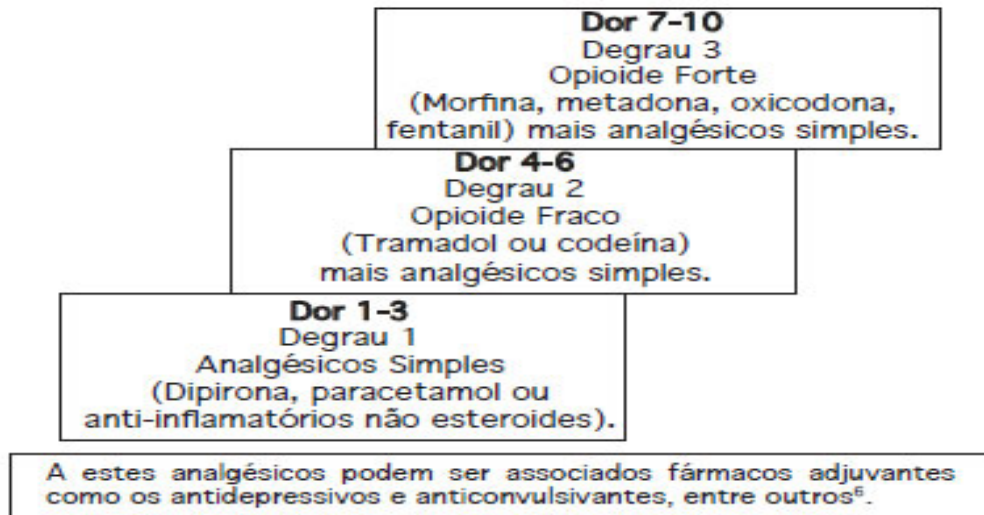 Dor 7-10
Degrau 3
Opioide Forte
(Morfina, metadona, oxicodona,
fentanil) mais analgésicos simples.
Dor 4-6
Degrau 2
Opioide Fraco
(Tramadol ou codeína)
mais analgésicos simples.
Dor 1-3
Degrau 1
Analgésicos Simples
(Dipirona, paracetamol ou
anti-inflamatórios não esteroides).
A estes analgésicos podem ser associados fármacos adjuvantes
como os antidepressivos e anticonvulsivantes, entre outros⁶.